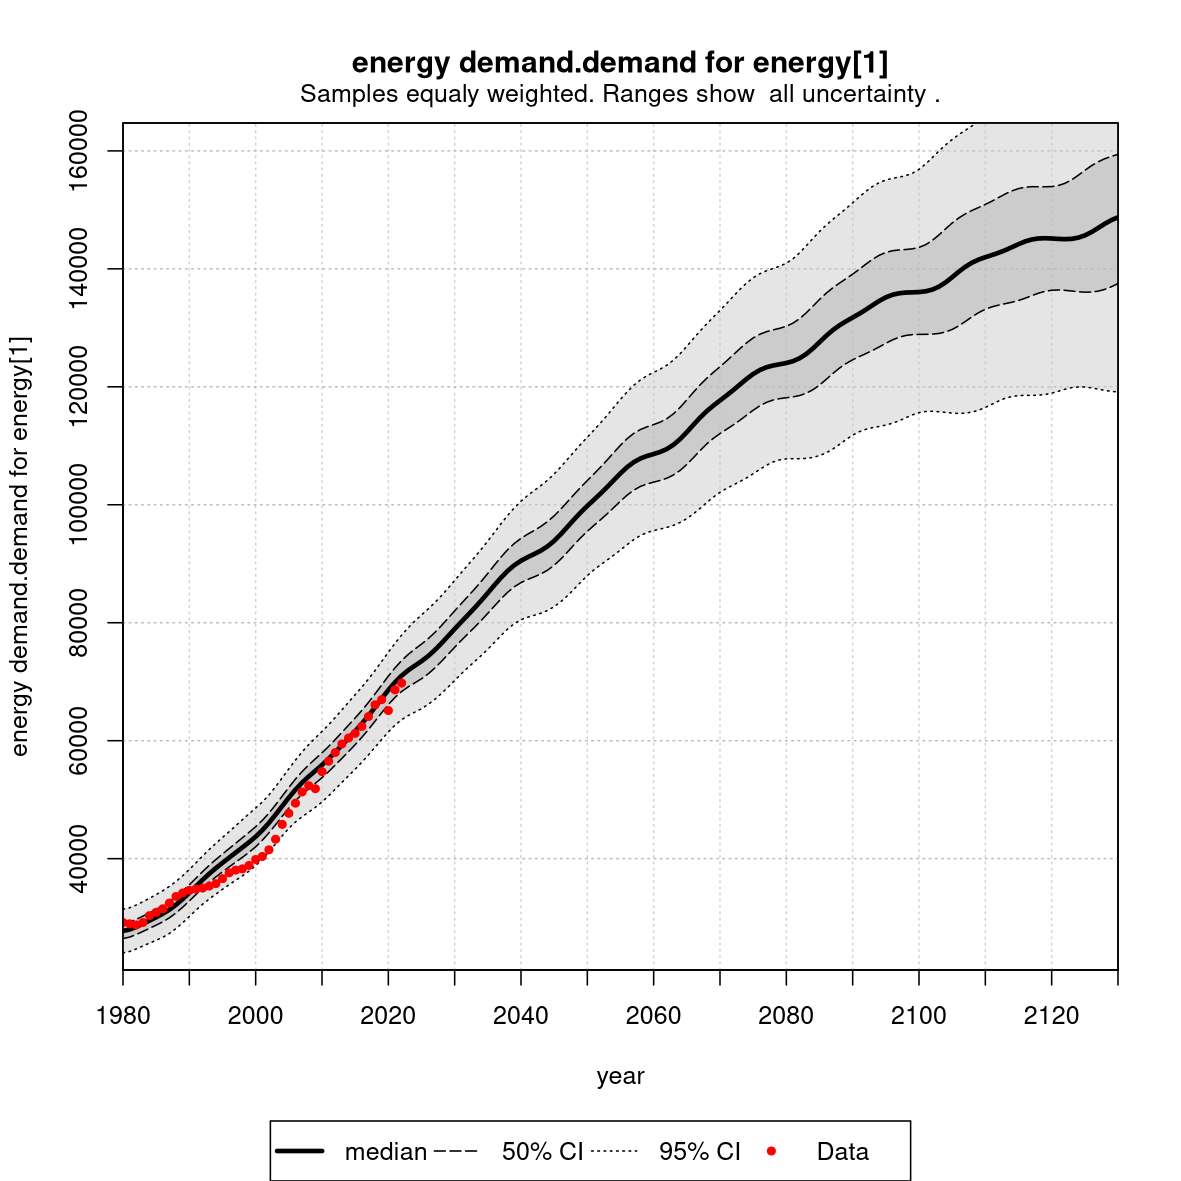 energy demand.demand for energy[1]
Samples equaly weighted. Ranges show  all uncertainty .
energy demand.demand for energy[1]
160000
140000
120000
100000
80000
60000
40000
1980 2000 2020 2040 2060 2080 2100 2120
year
median 50% CI 95% CI Data